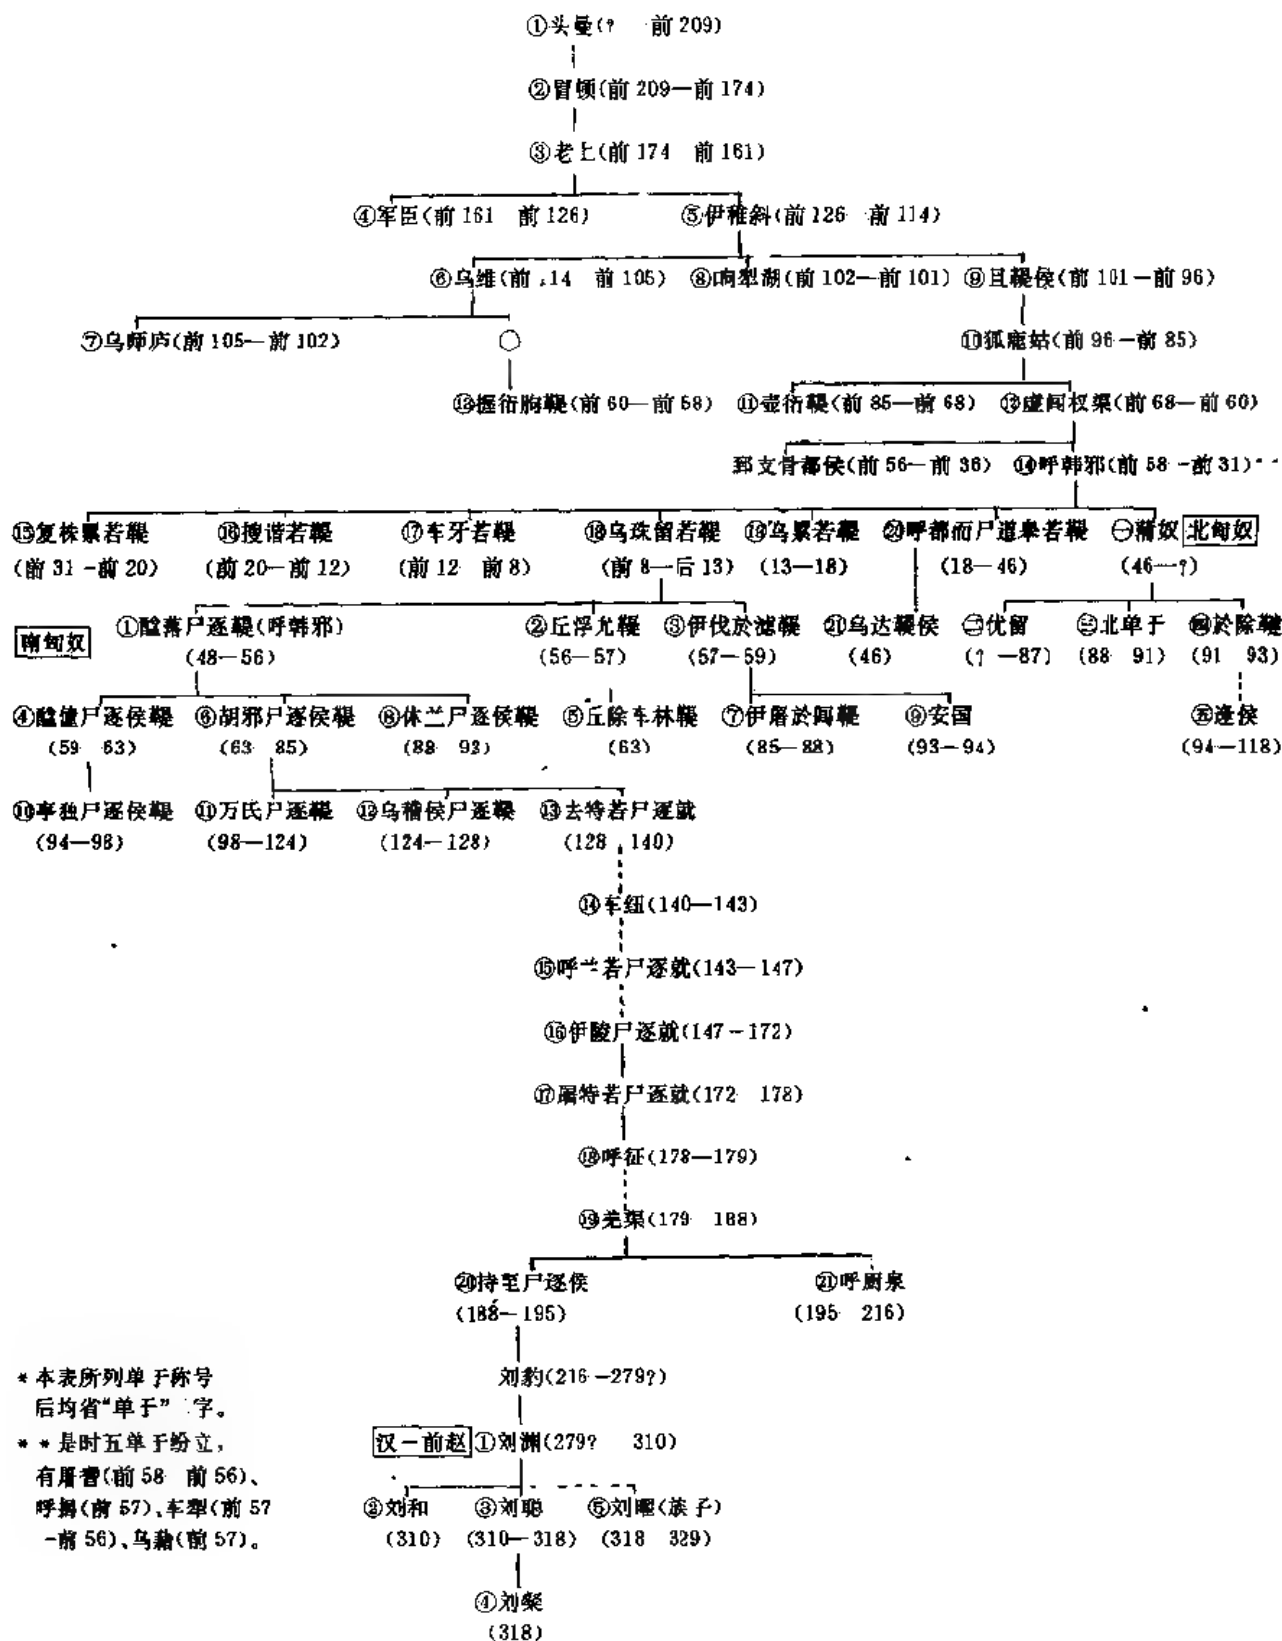 ①头曼(? 前209)
②冒顿(前209—前174)
③老上(前174 前161)
④军臣(前161 前126) ⑤伊稚斜(前126 前114)
⑥乌维(前114 前105) ⑧呴犁湖(前102—前101) ⑨且鞮侯(前101—前96)
⑦乌师庐(前105—前102) ⑩狐鹿姑(前96—前85)
⑬握衍朐鞮(前60—前58) ⑪壶衍鞮(前85—前68) ⑫虚闾权渠(前68—前60)
郅支骨都侯(前56—前36) ⑭呼韩邪(前58—前31)**
⑮复株累若鞮 ⑯搜谐若鞮 ⑰车牙若鞮 ⑱乌珠留若鞮 ⑲乌累若鞮 ⑳呼都而尸道皋若鞮 ㊀蒲奴 北匈奴
(前31—前20) (前20—前12) (前12 前8) (前8—后13) (13—18) (18—46) (46—?)
南匈奴 ①醢落尸逐鞮(呼韩邪) ②丘浮尤鞮 ③伊伐於滤鞮 ㉑乌达鞮侯 ㊁优留 ㊂北单于 ㊃於除鞬
(48—56) (56—57) (57—59) (46) (? —87) (88 91) (91 93)
④醢僮尸逐侯鞮 ⑥胡邪尸逐侯鞮 ⑧休兰尸逐侯鞮 ⑤丘除车林鞮 ⑦伊屠於闾鞮 ⑨安国 ㊄逢侯
(59 63) (63 85) (88 93) (63) (85—88) (93—94) (94—118)
⑩亭独尸逐侯鞮 ⑪万氏尸逐鞮 ⑫乌稽侯尸逐鞮 ⑬去特若尸逐就
(94—98) (98—124) (124—128) (128 140)
⑭车纽(140—143)
⑮呼兰若尸逐就(143—147)
⑯伊陵尸逐就(147—172)
⑰屠特若尸逐就(172 178)
⑱呼征(178—179)
⑲羌渠(179 188)
⑳持至尸逐侯 ㉑呼厨泉
(188—195) (195 216)
刘豹(216—279?)
汉—前赵 ①刘渊(279? 310)
②刘和 ③刘聪 ⑤刘曜(族子)
(310) (310—318) (318 329)
④刘粲
(318)
* 本表所列单于称号
后均省“单于”二字。
* * 是时五单于纷立,
有屠耆(前58 前56)、
呼揭(前57)、车犁(前57
—前56)、乌藉(前57)。